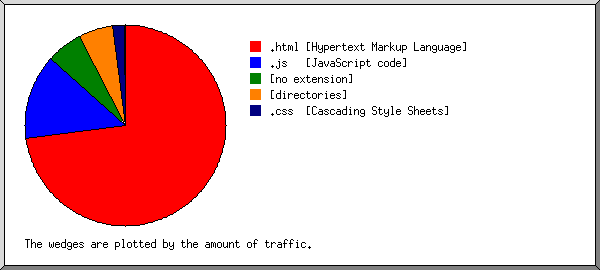 .html [Hypertext Markup Language]
.js [JavaScript code]
[no extension]
[directories]
.css [Cascading Style Sheets]
The wedges are plotted by the amount of traffic.